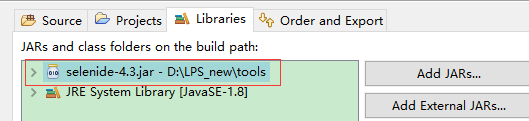 Source Projects Libraries Order and Export
JARs and class folders on the build path:
selenide-4.3.jar - D:\LPS_new\tools
Add JARs...
JRE System Library [JavaSE-1.8]
Add External JARs...